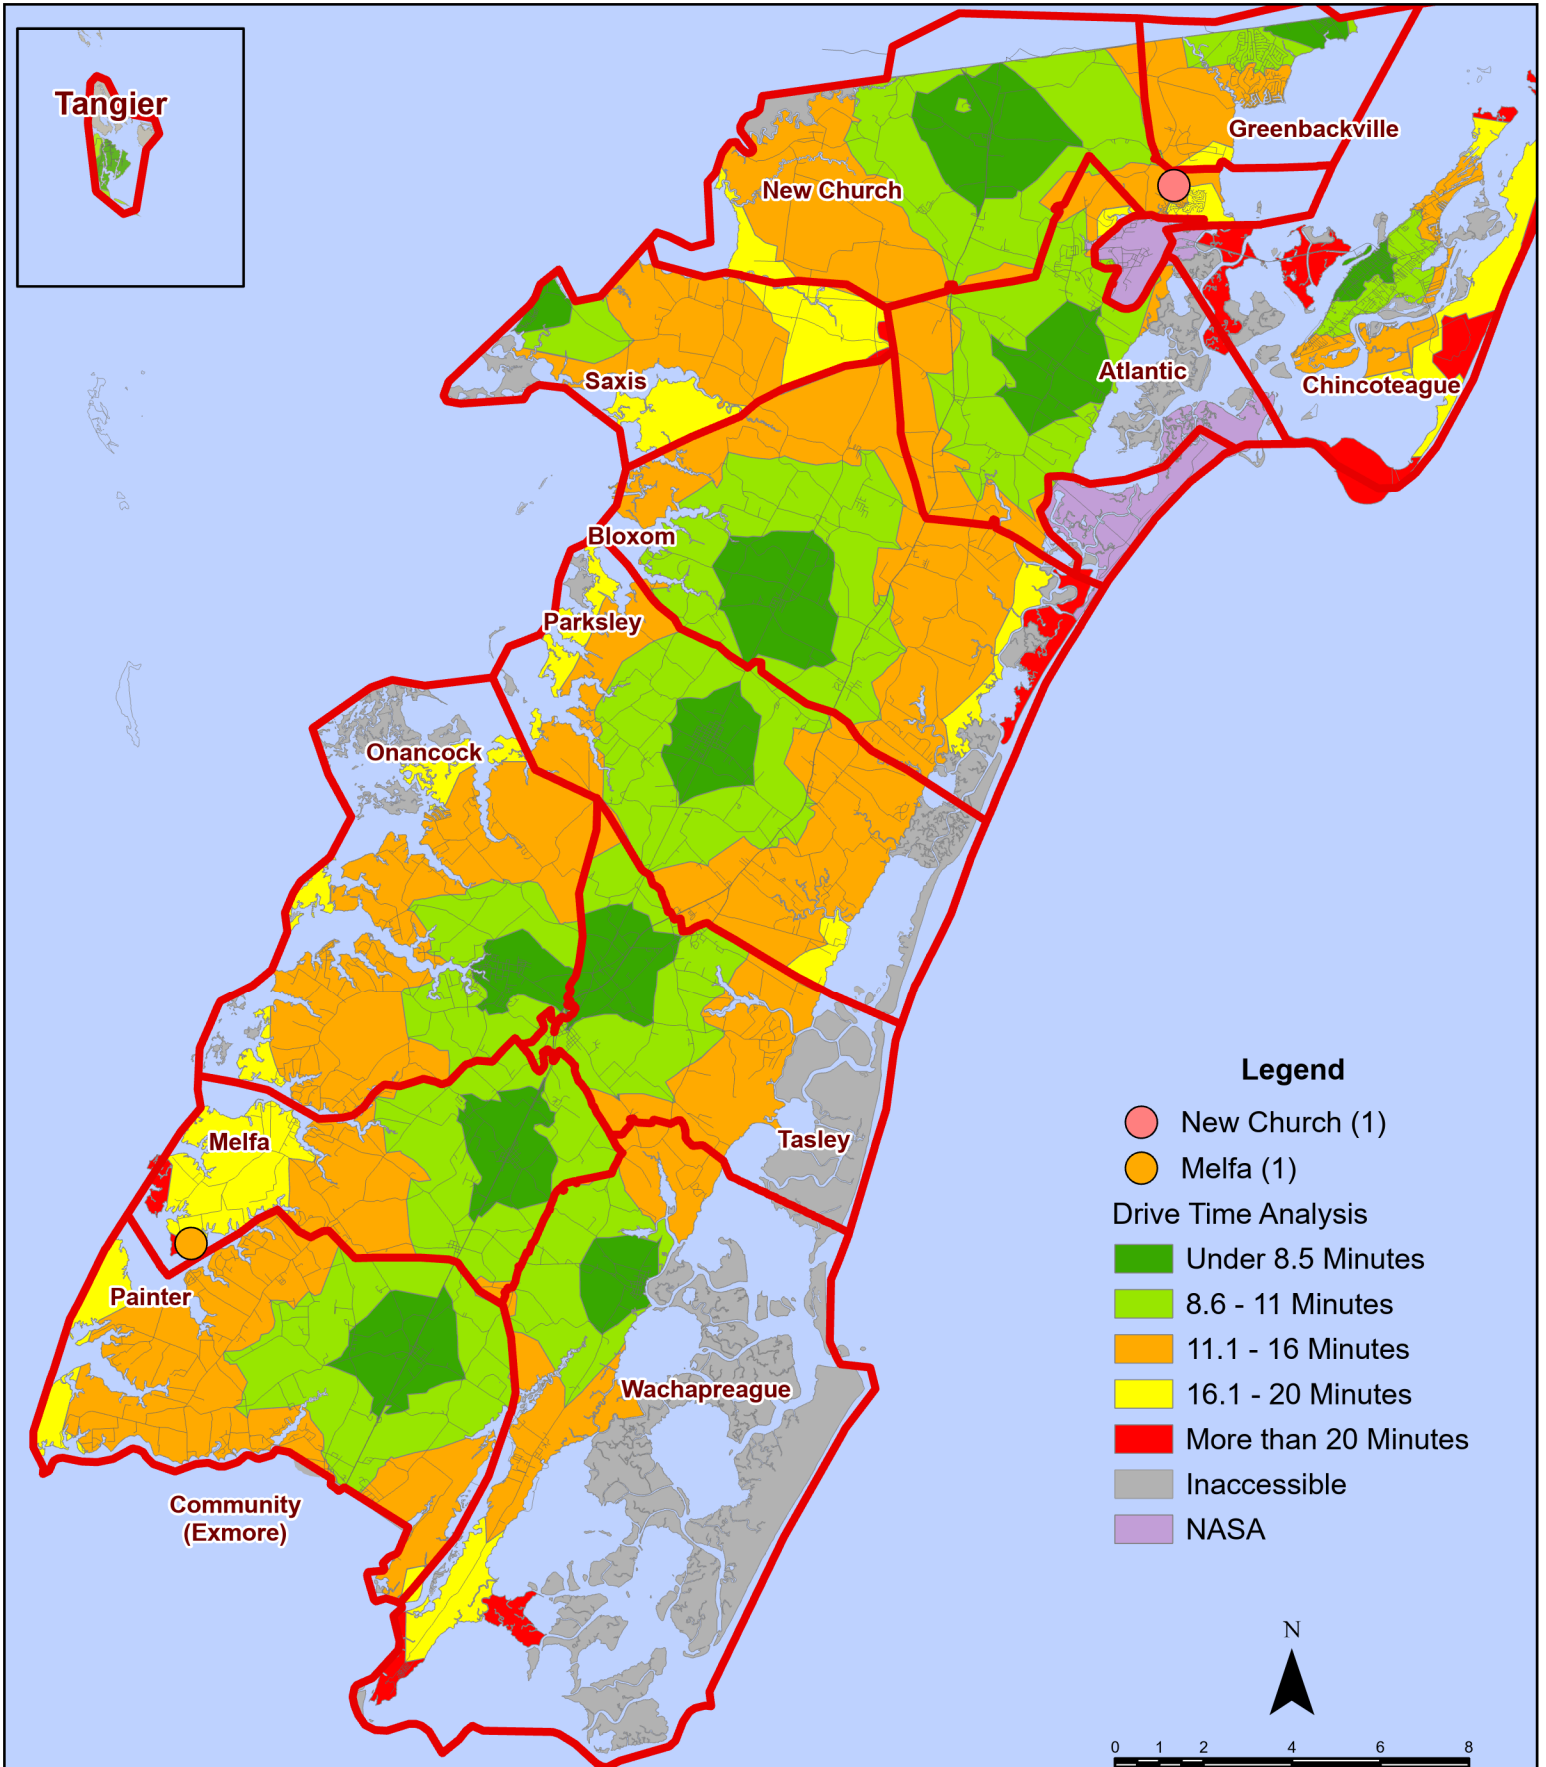 Tangier
Greenbackville
New Church
Atlantic
Saxis
Chincoteague
Bloxom
Parksley
Onancock
Melfa
Tasley
Painter
Wachapreague
Community
(Exmore)
Legend
New Church (1)
Melfa (1)
Drive Time Analysis
Under 8.5 Minutes
8.6 - 11 Minutes
11.1 - 16 Minutes
16.1 - 20 Minutes
More than 20 Minutes
Inaccessible
NASA
N
0 1 2 4 6 8